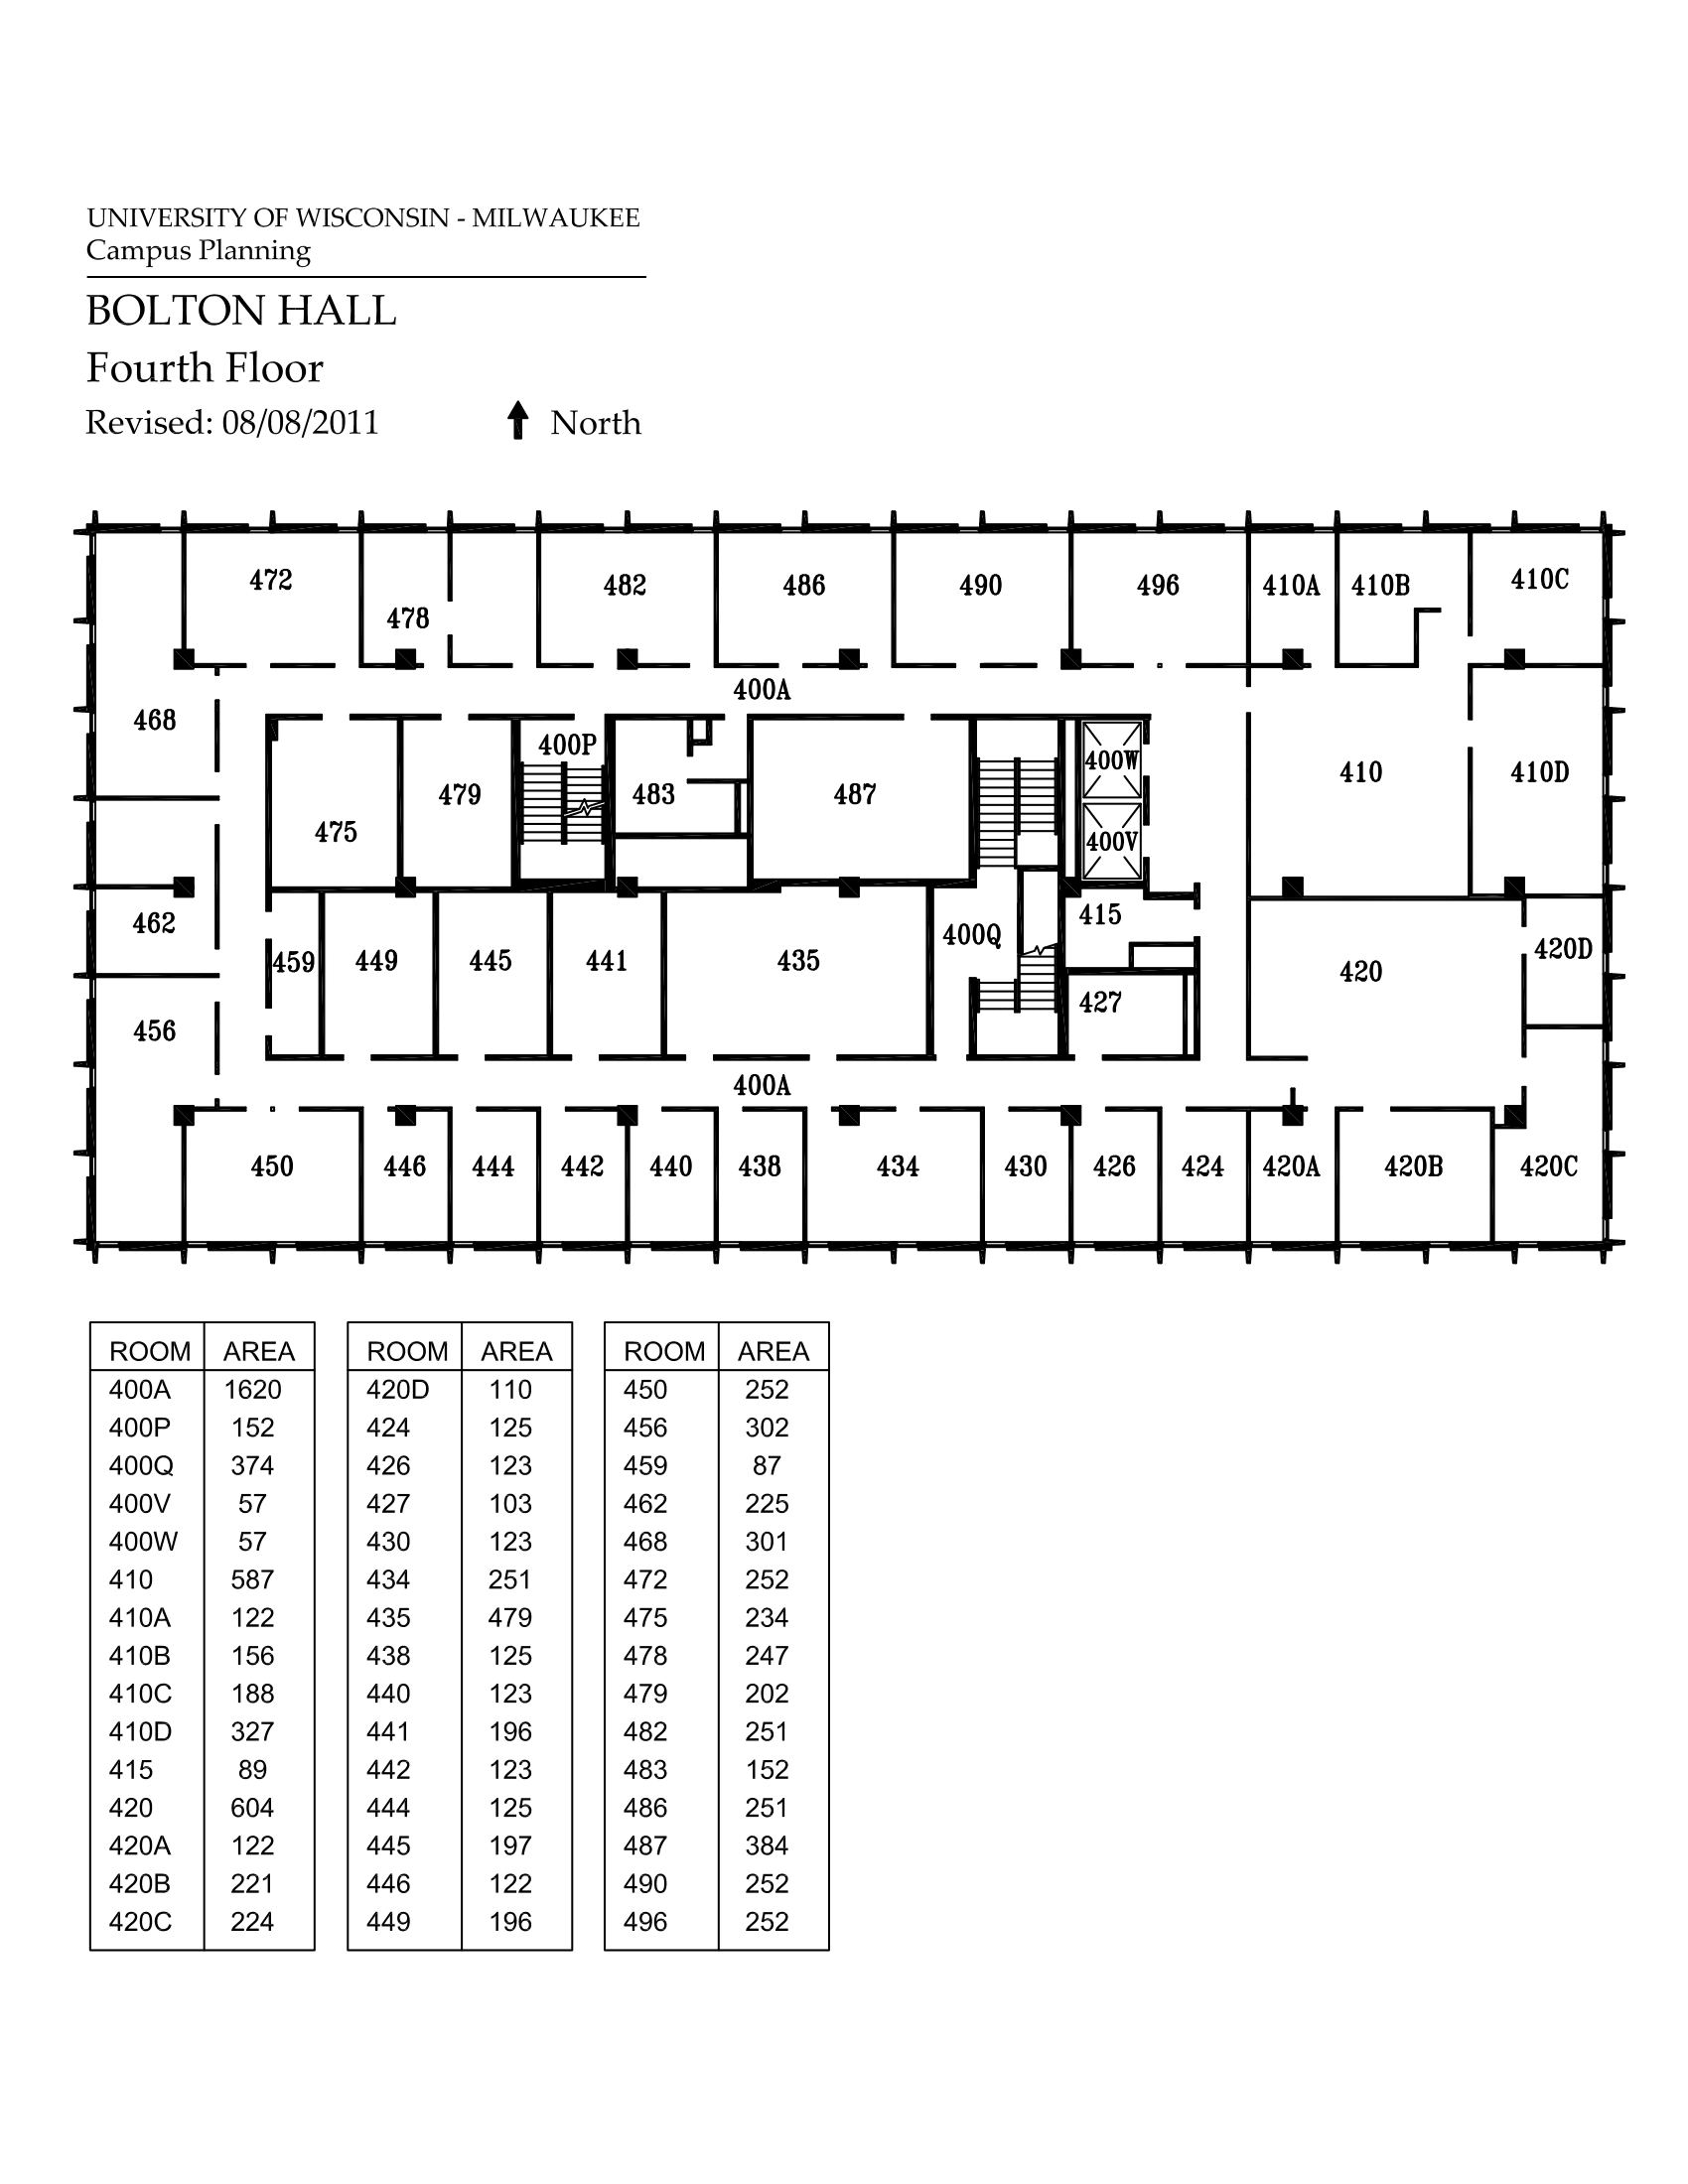 UNIVERSITY OF WISCONSIN - MILWAUKEE
Campus Planning
BOLTON HALL
Fourth Floor
Revised: 08/08/2011 North
472
478
482
486
490
496
410A
410B
410C
468
400A
475
479
400P
483
487
400W
400V
410
410D
462
459
449
445
441
435
400Q
415
427
420
420D
456
400A
450
446
444
442
440
438
434
430
426
424
420A
420B
420C
ROOM AREA
400A 1620
400P 152
400Q 374
400V 57
400W 57
410 587
410A 122
410B 156
410C 188
410D 327
415 89
420 604
420A 122
420B 221
420C 224
ROOM AREA
420D 110
424 125
426 123
427 103
430 123
434 251
435 479
438 125
440 123
441 196
442 123
444 125
445 197
446 122
449 196
ROOM AREA
450 252
456 302
459 87
462 225
468 301
472 252
475 234
478 247
479 202
482 251
483 152
486 251
487 384
490 252
496 252